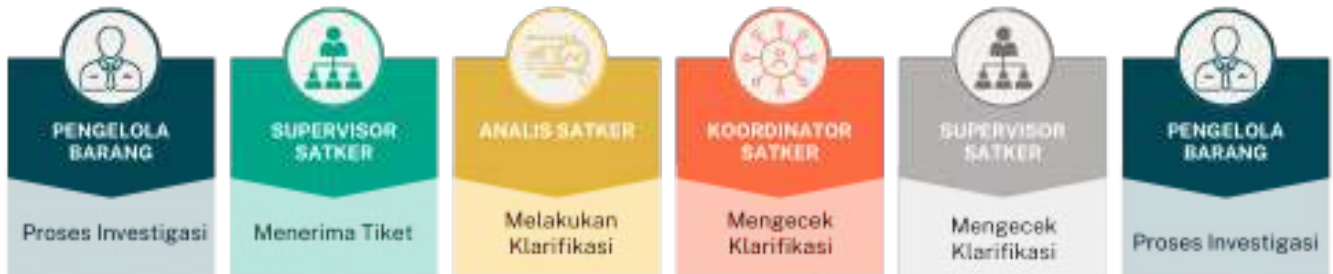 PENGELOLA
BARANG
Proses Investigasi
SUPERVISOR
SATKER
Menerima Tiket
ANALIS SATKER
Melakukan
Klarifikasi
KOORDINATOR
SATKER
Mengecek
Klarifikasi
SUPERVISOR
SATKER
Mengecek
Klarifikasi
PENGELOLA
BARANG
Proses Investigasi